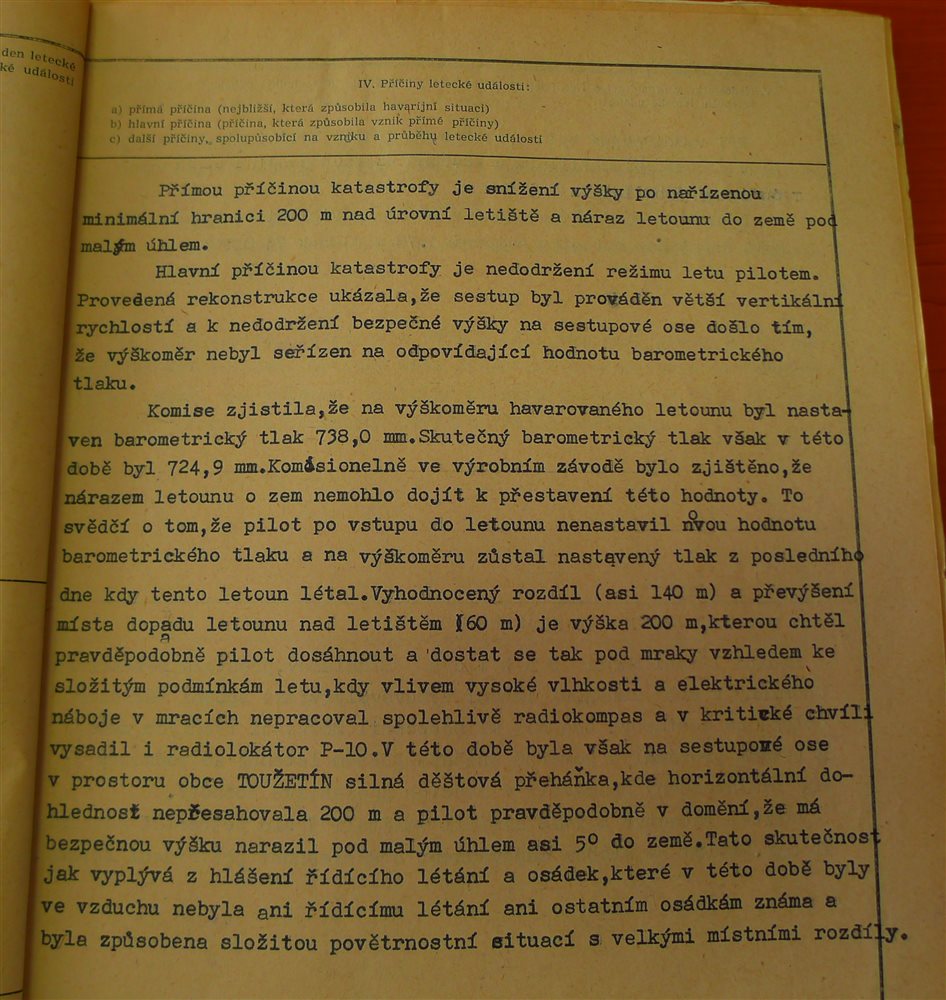 den letecké
ké události
IV. Příčiny letecké události:
a) přímá příčina (nejbližší, která způsobila havarijní situaci)
b) hlavní příčina (příčina, která způsobila vznik přímé příčiny)
c) další příčiny, spolupůsobící na vzniku a průběhu letecké události
Přímou příčinou katastrofy je snížení výšky po nařízenou
minimální hranici 200 m nad úrovní letiště a náraz letounu do země pod
malým úhlem.
Hlavní příčinou katastrofy je nedodržení režimu letu pilotem.
Provedená rekonstrukce ukázala,že sestup byl prováděn větší vertikální
rychlostí a k nedodržení bezpečné výšky na sestupové ose došlo tím,
že výškoměr nebyl seřízen na odpovídající hodnotu barometrického
tlaku.
Komise zjistila,že na výškoměru havarovaného letounu byl nasta-
ven barometrický tlak 738,0 mm.Skutečný barometrický tlak však v této
době byl 724,9 mm.Komisionelně ve výrobním závodě bylo zjištěno,že
nárazem letounu o zem nemohlo dojít k přestavení této hodnoty. To
svědčí o tom,že pilot po vstupu do letounu nenastavil novou hodnotu
barometrického tlaku a na výškoměru zůstal nastavený tlak z posledního
dne kdy tento letoun létal.Vyhodnocený rozdíl (asi 140 m) a převýšení
místa dopadu letounu nad letištěm (60 m) je výška 200 m,kterou chtěl
pravděpodobně pilot dosáhnout a dostat se tak pod mraky vzhledem ke
složitým podmínkám letu,kdy vlivem vysoké vlhkosti a elektrického
náboje v mracích nepracoval spolehlivě radiokompas a v kritické chvíli
vysadil i radiolokátor P-10.V této době byla však na sestupové ose
v prostoru obce TOUŽETÍN silná děštová přeháňka,kde horizontální do-
hlednost nepřesahovala 200 m a pilot pravděpodobně v domění,že má
bezpečnou výšku narazil pod malým úhlem asi 5° do země.Tato skutečnost
jak vyplývá z hlášení řídícího létání a osádek,které v této době byly
ve vzduchu nebyla ani řídícímu létání ani ostatním osádkám známa a
byla způsobena složitou povětrnostní situací s velkými místními rozdíly.